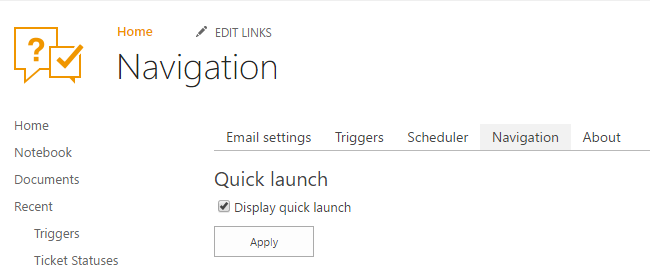 Home
EDIT LINKS
Navigation
Home
Notebook
Documents
Recent
Triggers
Ticket Statuses
Email settings
Triggers
Scheduler
Navigation
About
Quick launch
Display quick launch
Apply